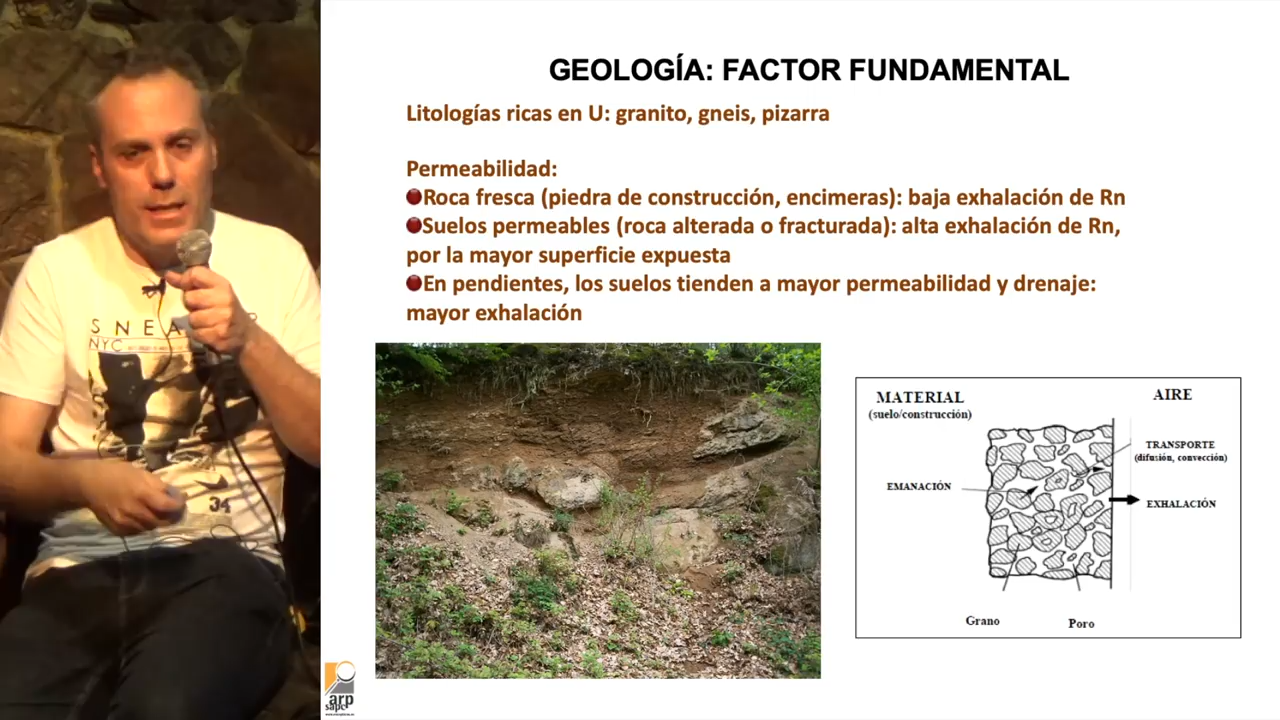 GEOLOGÍA: FACTOR FUNDAMENTAL
Litologías ricas en U: granito, gneis, pizarra
Permeabilidad:
Roca fresca (piedra de construcción, encimeras): baja exhalación de Rn
Suelos permeables (roca alterada o fracturada): alta exhalación de Rn,
por la mayor superficie expuesta
En pendientes, los suelos tienden a mayor permeabilidad y drenaje:
mayor exhalación
MATERIAL
(suelo/construcción)
AIRE
TRANSPORTE
(difusión, convección)
EMANACIÓN
EXHALACIÓN
Grano
Poro
NYC
34
arp
sapc